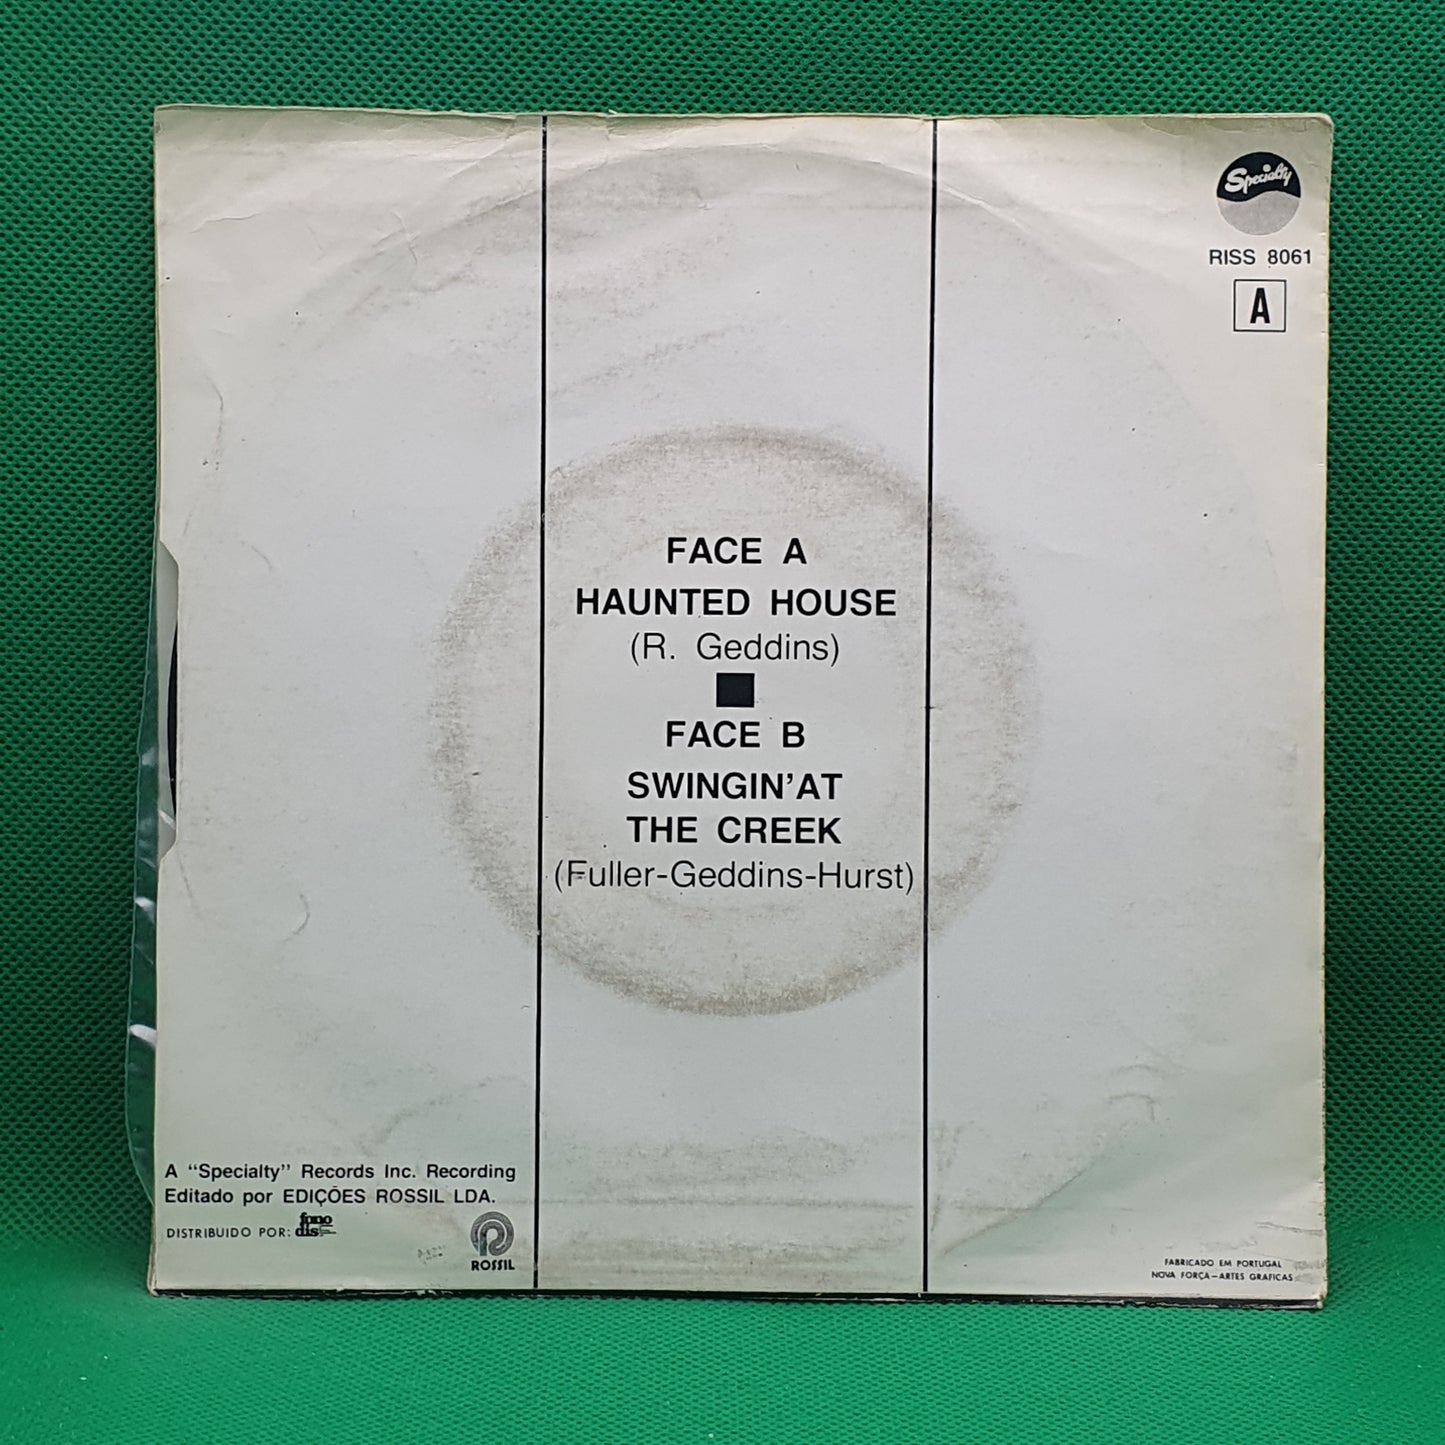 Specialty
RISS 8061
A
FACE A
HAUNTED HOUSE
(R. Geddins)
FACE B
SWINGIN'AT
THE CREEK
(Fuller-Geddins-Hurst)
A "Specialty" Records Inc. Recording
Editado por EDIÇÕES ROSSIL LDA.
DISTRIBUIDO POR: fono
dis
ROSSIL
FABRICADO EM PORTUGAL
NOVA FORÇA—ARTES GRAFICAS